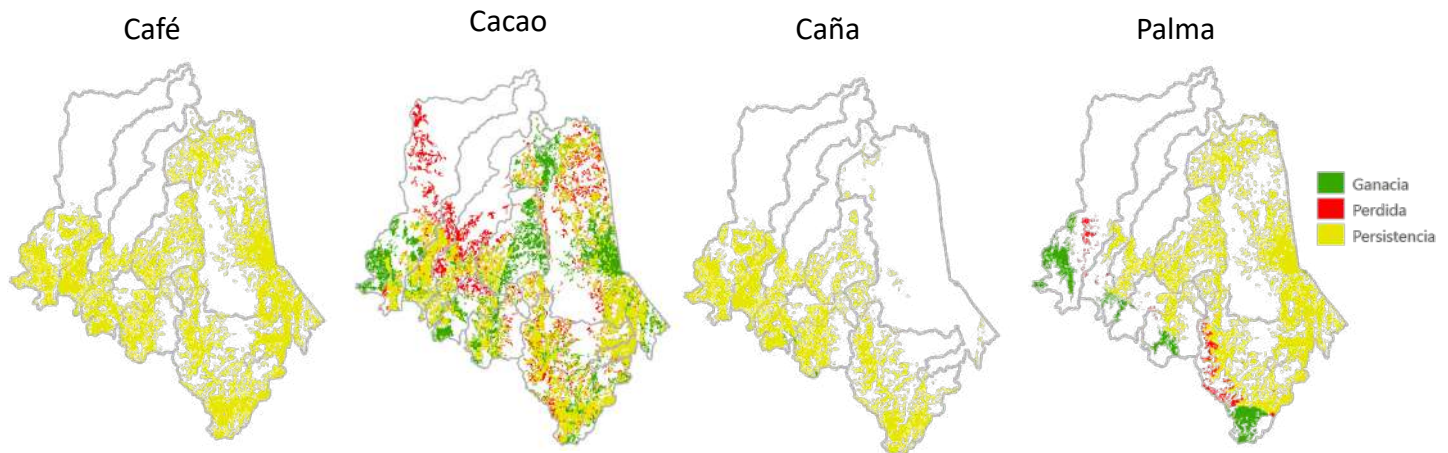 Café
Cacao
Caña
Palma
Ganacia
Perdida
Persistencia